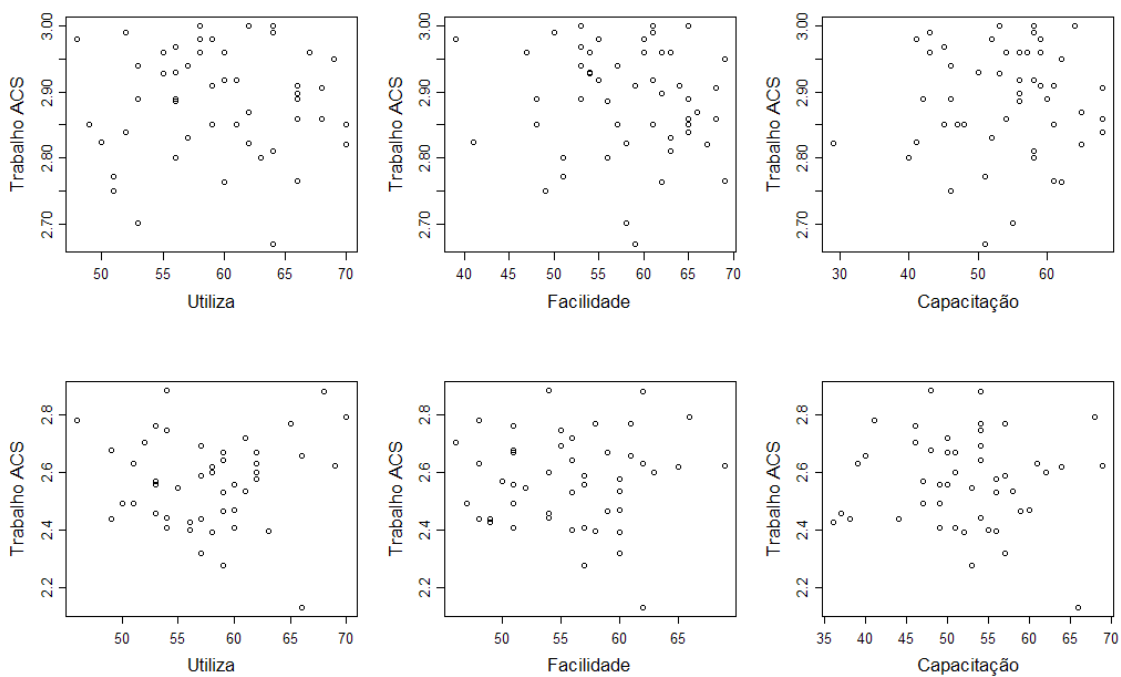 Trabalho ACS
2.70 2.80 2.90 3.00
50 55 60 65 70
Utiliza
Trabalho ACS
2.70 2.80 2.90 3.00
40 45 50 55 60 65 70
Facilidade
Trabalho ACS
2.70 2.80 2.90 3.00
30 40 50 60
Capacitação
Trabalho ACS
2.2 2.4 2.6 2.8
50 55 60 65 70
Utiliza
Trabalho ACS
2.2 2.4 2.6 2.8
50 55 60 65
Facilidade
Trabalho ACS
2.2 2.4 2.6 2.8
35 40 45 50 55 60 65 70
Capacitação